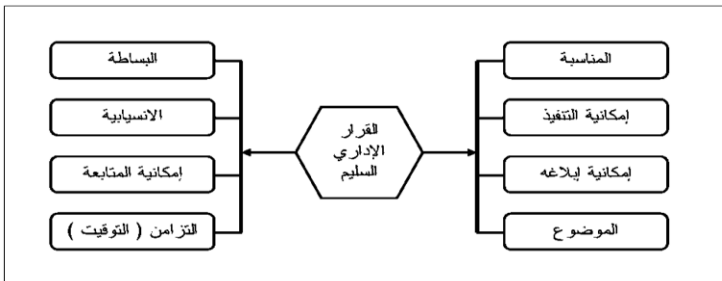 المناسبة
إمكانية التنفيذ
إمكانية إبلاغه
الموضوع
القرار
الإداري
السليم
البساطة
الانسيابية
إمكانية المتابعة
التزامن ( التوقيت )